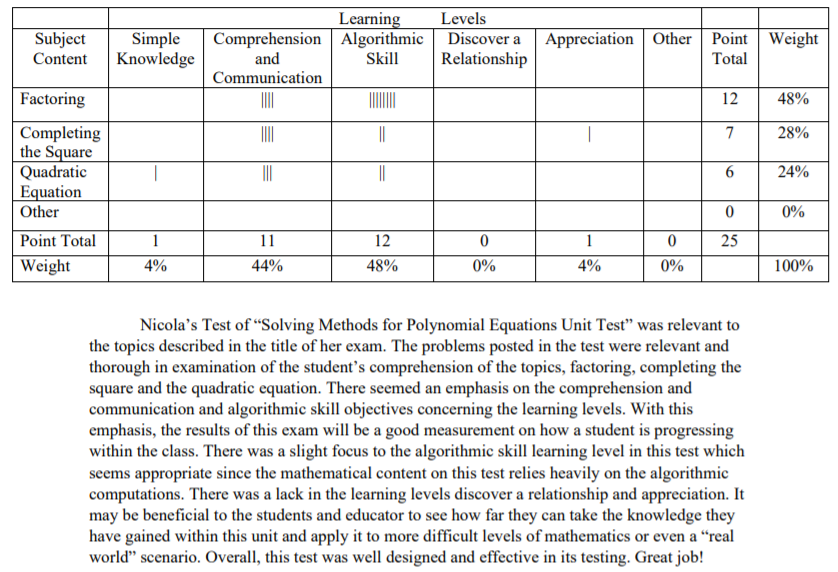 Learning Levels
Subject Content Simple Knowledge Comprehension and Communication Algorithmic Skill Discover a Relationship Appreciation Other Point Total Weight
Factoring |||| |||||||| 12 48%
Completing the Square |||| || | 7 28%
Quadratic Equation | ||| || 6 24%
Other 0 0%
Point Total 1 11 12 0 1 0 25
Weight 4% 44% 48% 0% 4% 0% 100%
Nicola's Test of “Solving Methods for Polynomial Equations Unit Test” was relevant to
the topics described in the title of her exam. The problems posted in the test were relevant and
thorough in examination of the student's comprehension of the topics, factoring, completing the
square and the quadratic equation. There seemed an emphasis on the comprehension and
communication and algorithmic skill objectives concerning the learning levels. With this
emphasis, the results of this exam will be a good measurement on how a student is progressing
within the class. There was a slight focus to the algorithmic skill learning level in this test which
seems appropriate since the mathematical content on this test relies heavily on the algorithmic
computations. There was a lack in the learning levels discover a relationship and appreciation. It
may be beneficial to the students and educator to see how far they can take the knowledge they
have gained within this unit and apply it to more difficult levels of mathematics or even a “real
world” scenario. Overall, this test was well designed and effective in its testing. Great job!